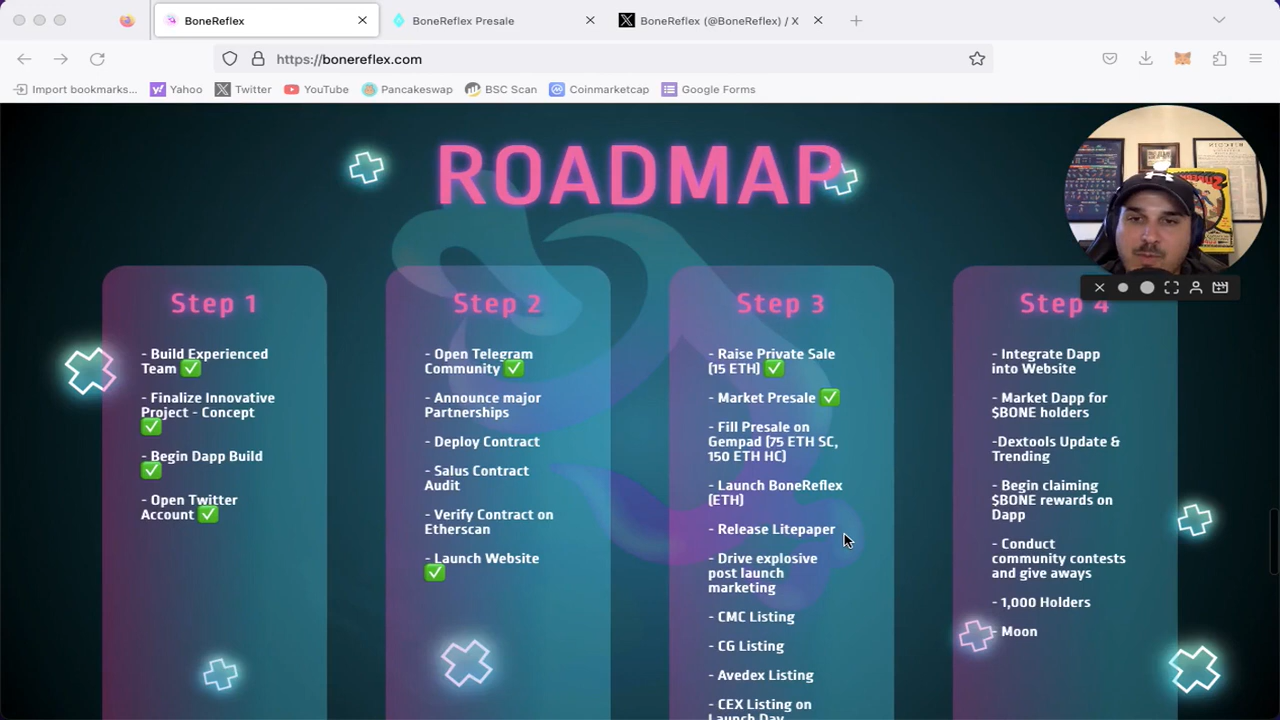 BoneReflex
BoneReflex Presale
BoneReflex (@BoneReflex) / X
https://bonereflex.com
Import bookmarks...
Yahoo
Twitter
YouTube
Pancakeswap
BSC Scan
Coinmarketcap
Google Forms
ROADMAP
Step 1
- Build Experienced
Team ✅
- Finalize Innovative
Project - Concept
✅
- Begin Dapp Build
✅
- Open Twitter
Account ✅
Step 2
- Open Telegram
Community ✅
- Announce major
Partnerships
- Deploy Contract
- Salus Contract
Audit
- Verify Contract on
Etherscan
- Launch Website
✅
Step 3
- Raise Private Sale
(15 ETH) ✅
- Market Presale ✅
- Fill Presale on
Gempad (75 ETH SC,
150 ETH HC)
- Launch BoneReflex
(ETH)
- Release Litepaper
- Drive explosive
post launch
marketing
- CMC Listing
- CG Listing
- Avedex Listing
- CEX Listing on
Launch Day
Step 4
- Integrate Dapp
into Website
- Market Dapp for
$BONE holders
-Dextools Update &
Trending
- Begin claiming
$BONE rewards on
Dapp
- Conduct
community contests
and give aways
- 1,000 Holders
- Moon